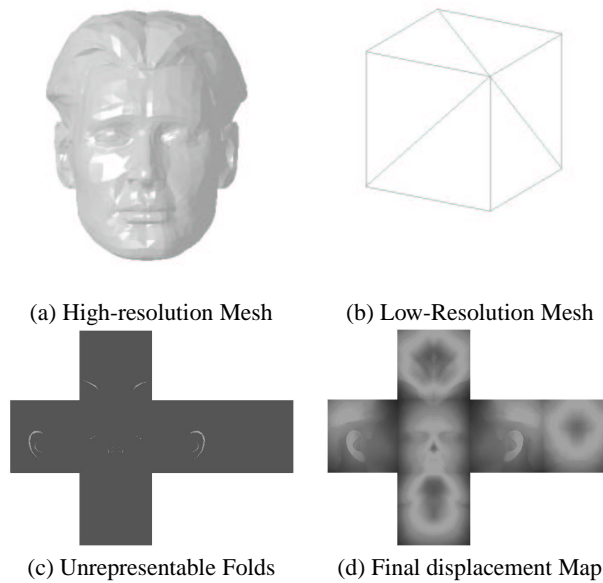 (a) High-resolution Mesh
(b) Low-Resolution Mesh
(c) Unrepresentable Folds
(d) Final displacement Map